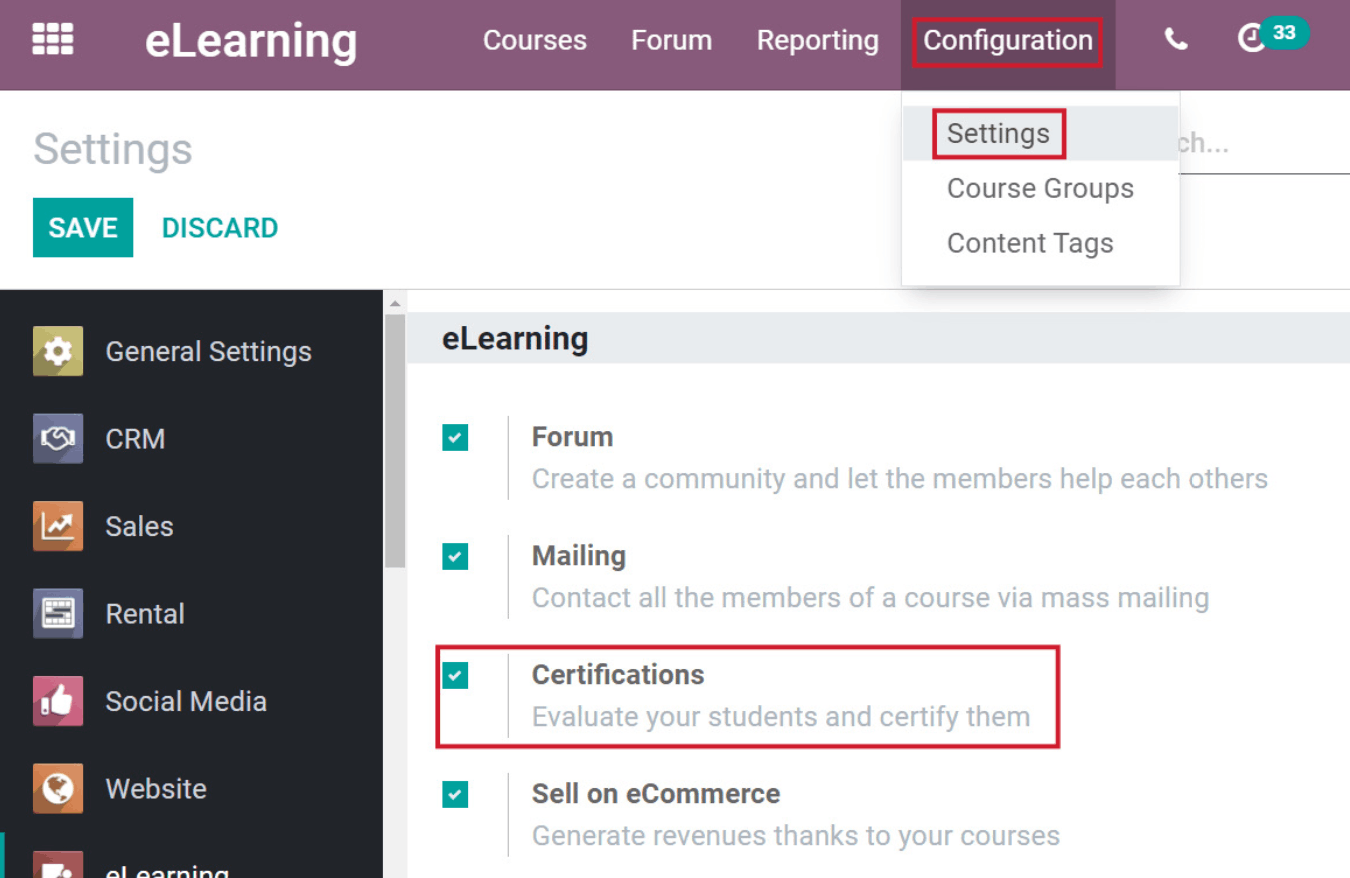 eLearning Courses Forum Reporting Configuration 33
Settings
ch...
Settings
Course Groups
Content Tags
SAVE DISCARD
General Settings
CRM
Sales
Rental
Social Media
Website
eLearning
eLearning
Forum
Create a community and let the members help each others
Mailing
Contact all the members of a course via mass mailing
Certifications
Evaluate your students and certify them
Sell on eCommerce
Generate revenues thanks to your courses